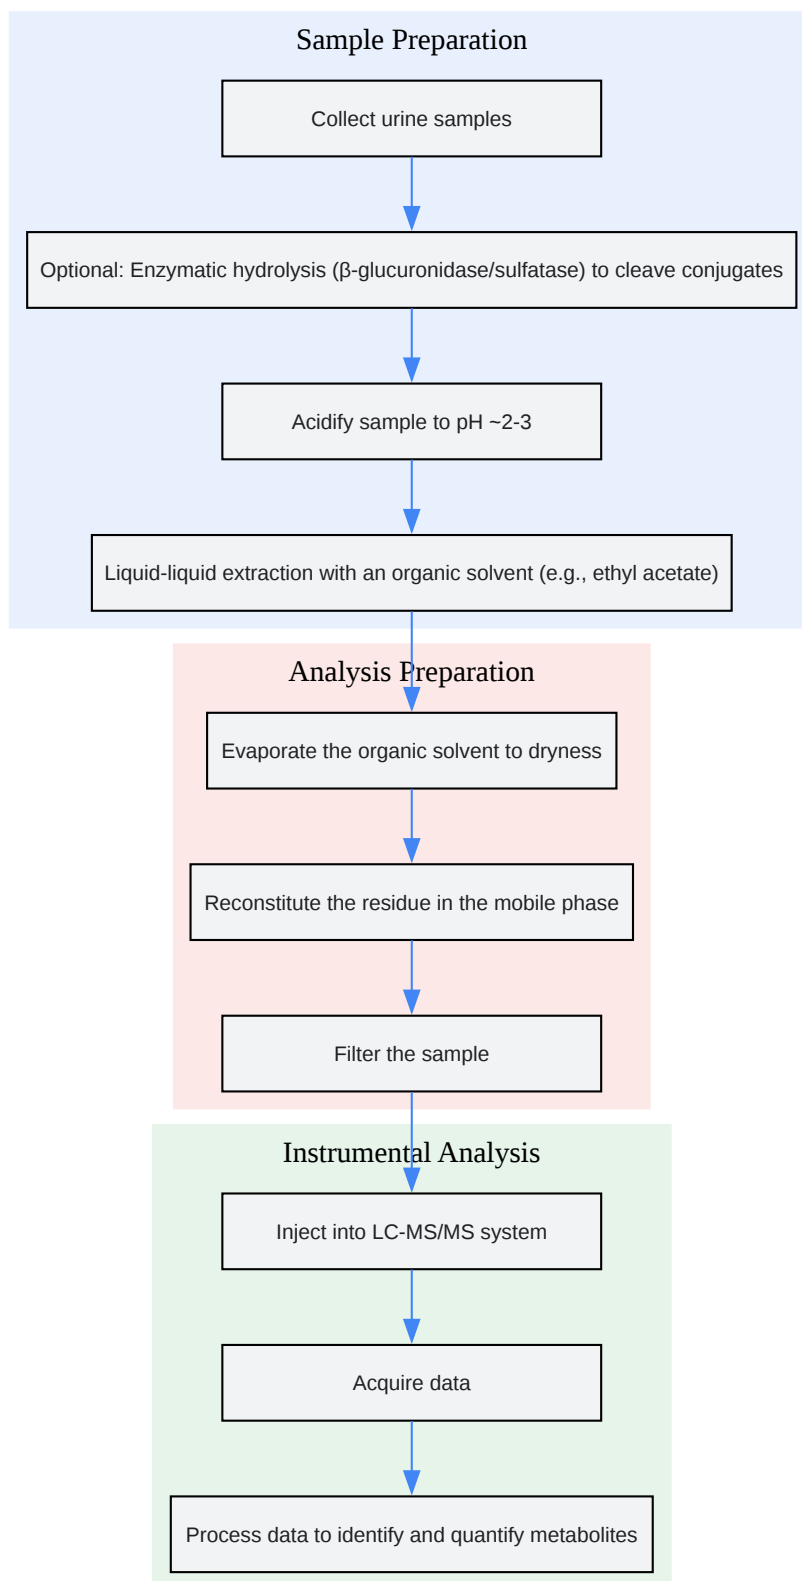 Sample Preparation
Collect urine samples
Optional: Enzymatic hydrolysis (β-glucuronidase/sulfatase) to cleave conjugates
Acidify sample to pH ~2-3
Liquid-liquid extraction with an organic solvent (e.g., ethyl acetate)
Analysis Preparation
Evaporate the organic solvent to dryness
Reconstitute the residue in the mobile phase
Filter the sample
Instrumental Analysis
Inject into LC-MS/MS system
Acquire data
Process data to identify and quantify metabolites